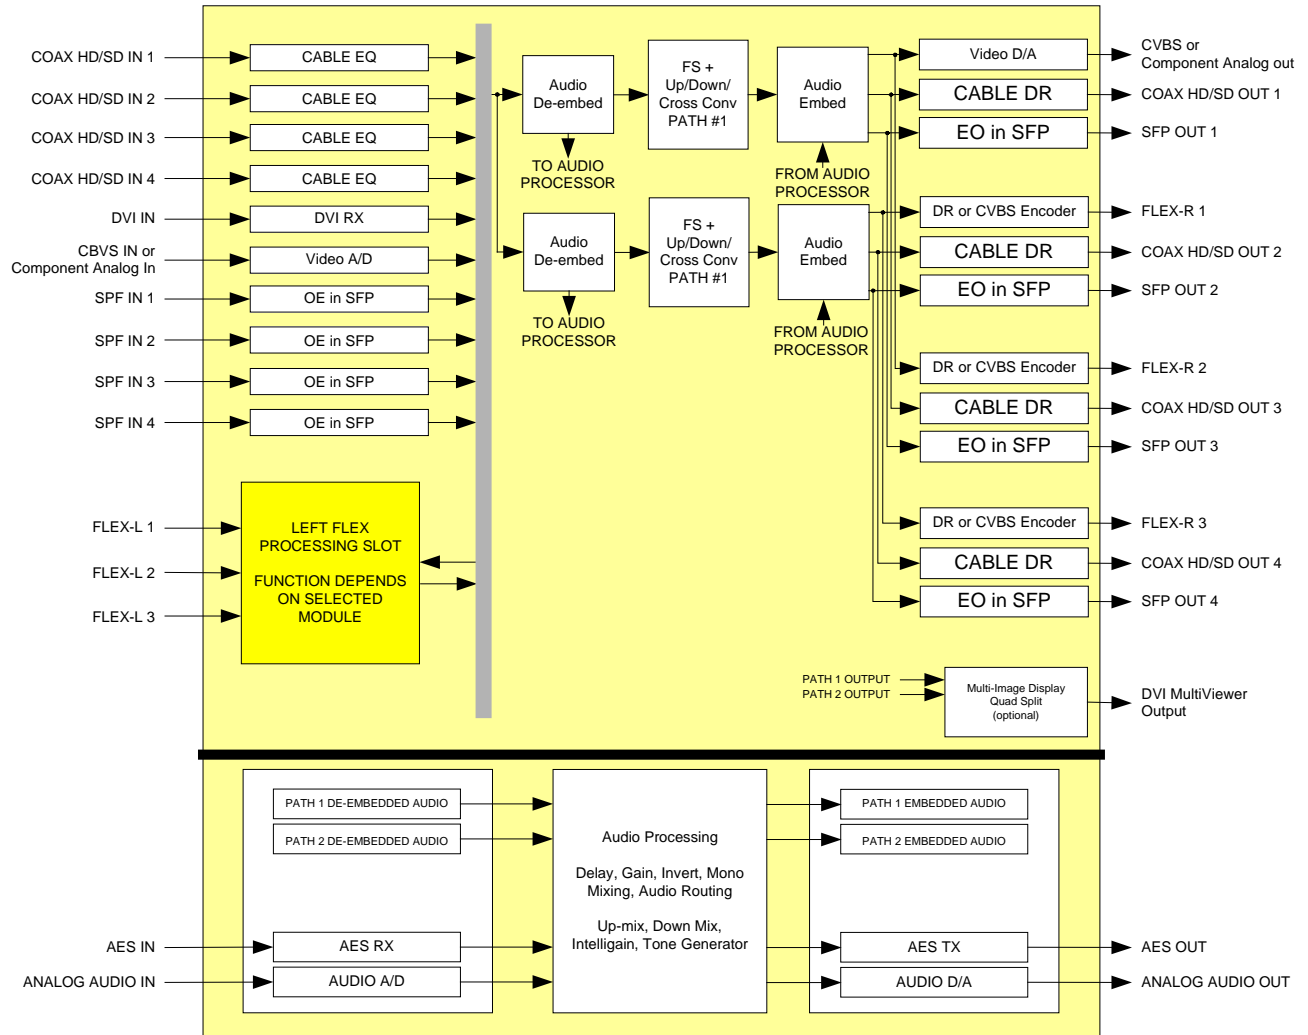 COAX HD/SD IN 1
COAX HD/SD IN 2
COAX HD/SD IN 3
COAX HD/SD IN 4
DVI IN
CBVS IN or
Component Analog In
SPF IN 1
SPF IN 2
SPF IN 3
SPF IN 4
FLEX-L 1
FLEX-L 2
FLEX-L 3
CABLE EQ
CABLE EQ
CABLE EQ
CABLE EQ
DVI RX
Video A/D
OE in SFP
OE in SFP
OE in SFP
OE in SFP
LEFT FLEX
PROCESSING SLOT
FUNCTION DEPENDS
ON SELECTED
MODULE
Audio
De-embed
TO AUDIO
PROCESSOR
FS +
Up/Down/
Cross Conv
PATH #1
Audio
Embed
FROM AUDIO
PROCESSOR
Audio
De-embed
TO AUDIO
PROCESSOR
FS +
Up/Down/
Cross Conv
PATH #1
Audio
Embed
FROM AUDIO
PROCESSOR
Video D/A
CABLE DR
EO in SFP
DR or CVBS Encoder
CABLE DR
EO in SFP
DR or CVBS Encoder
CABLE DR
EO in SFP
DR or CVBS Encoder
CABLE DR
EO in SFP
CVBS or
Component Analog out
COAX HD/SD OUT 1
SFP OUT 1
FLEX-R 1
COAX HD/SD OUT 2
SFP OUT 2
FLEX-R 2
COAX HD/SD OUT 3
SFP OUT 3
FLEX-R 3
COAX HD/SD OUT 4
SFP OUT 4
PATH 1 OUTPUT
PATH 2 OUTPUT
Multi-Image Display
Quad Split
(optional)
DVI MultiViewer
Output
PATH 1 DE-EMBEDDED AUDIO
PATH 2 DE-EMBEDDED AUDIO
AES IN
AES RX
ANALOG AUDIO IN
AUDIO A/D
Audio Processing
Delay, Gain, Invert, Mono
Mixing, Audio Routing
Up-mix, Down Mix,
Intelligain, Tone Generator
PATH 1 EMBEDDED AUDIO
PATH 2 EMBEDDED AUDIO
AES TX
AES OUT
AUDIO D/A
ANALOG AUDIO OUT